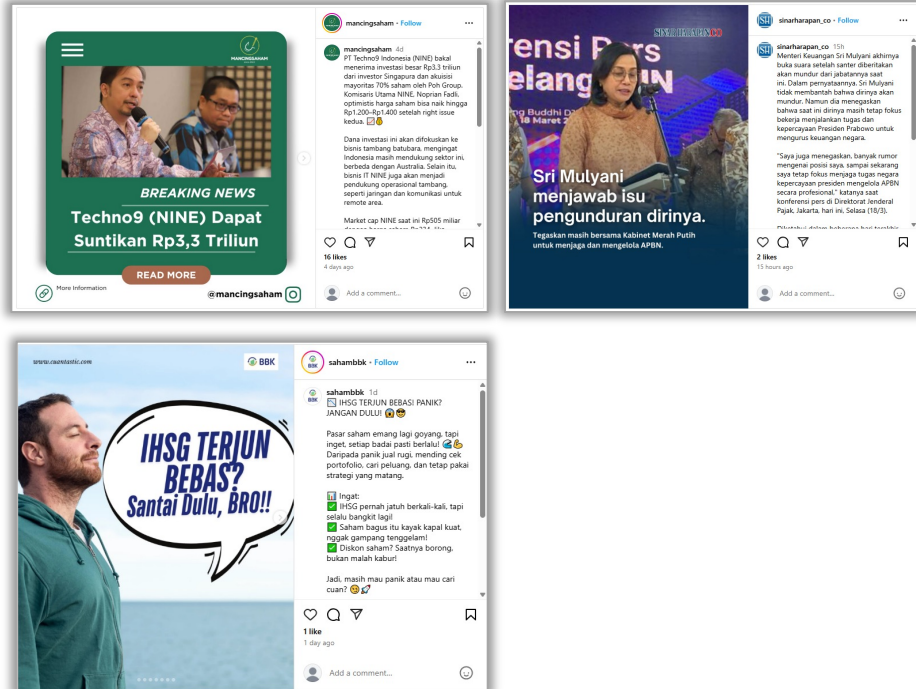 MANCINGSAHAM
BREAKING NEWS
Techno9 (NINE) Dapat
Suntikan Rp3,3 Triliun
READ MORE
More Information
@mancingsaham
mancingsaham • Follow
mancingsaham 4d
PT Techno9 Indonesia (NINE) bakal
menerima investasi besar Rp3,3 triliun
dari investor Singapura dan akuisisi
mayoritas 70% saham oleh Poh Group.
Komisaris Utama NINE, Noprian Fadli,
optimistis harga saham bisa naik hingga
Rp1.200–Rp1.400 setelah right issue
kedua. 📈💰
Dana investasi ini akan difokuskan ke
bisnis tambang batubara, mengingat
Indonesia masih mendukung sektor ini,
berbeda dengan Australia. Selain itu,
bisnis IT NINE juga akan menjadi
pendukung operasional tambang,
seperti jaringan dan komunikasi untuk
remote area.
Market cap NINE saat ini Rp505 miliar
16 likes
4 days ago
Add a comment...
SINAR HARAPAN.CO
ensi Pers
elang
18 Maret
Sri Mulyani
menjawab isu
pengunduran dirinya.
Tegaskan masih bersama Kabinet Merah Putih
untuk menjaga dan mengelola APBN.
sinarharapan_co • Follow
sinarharapan_co 15h
Menteri Keuangan Sri Mulyani akhirnya
buka suara setelah santer diberitakan
akan mundur dari jabatannya saat
ini. Dalam pernyataannya, Sri Mulyani
tidak membantah bahwa dirinya akan
mundur. Namun dia menegaskan
bahwa saat ini dirinya masih tetap fokus
bekerja menjalankan tugas dan
kepercayaan Presiden Prabowo untuk
mengurus keuangan negara.
"Saya juga menegaskan, banyak rumor
mengenai posisi saya, sampai sekarang
saya tetap fokus menjaga tugas negara
kepercayaan presiden mengelola APBN
secara profesional," katanya saat
konferensi pers di Direktorat Jenderal
Pajak, Jakarta, hari ini, Selasa (18/3).
2 likes
15 hours ago
Add a comment...
www.cuantastic.com
BBK
IHSG TERJUN
BEBAS?
Santai Dulu, BRO!!
sahambbk • Follow
sahambbk 1d
📉 IHSG TERJUN BEBAS! PANIK?
JANGAN DULU! 😱😎
Pasar saham emang lagi goyang, tapi
inget, setiap badai pasti berlalu! 🌊💪
Daripada panik jual rugi, mending cek
portofolio, cari peluang, dan tetap pakai
strategi yang matang.
📊 Ingat:
✅ IHSG pernah jatuh berkali-kali, tapi
selalu bangkit lagi!
✅ Saham bagus itu kayak kapal kuat,
nggak gampang tenggelam!
✅ Diskon saham? Saatnya borong,
bukan malah kabur!
Jadi, masih mau panik atau mau cari
cuan? 😏🚀
1 like
1 day ago
Add a comment...